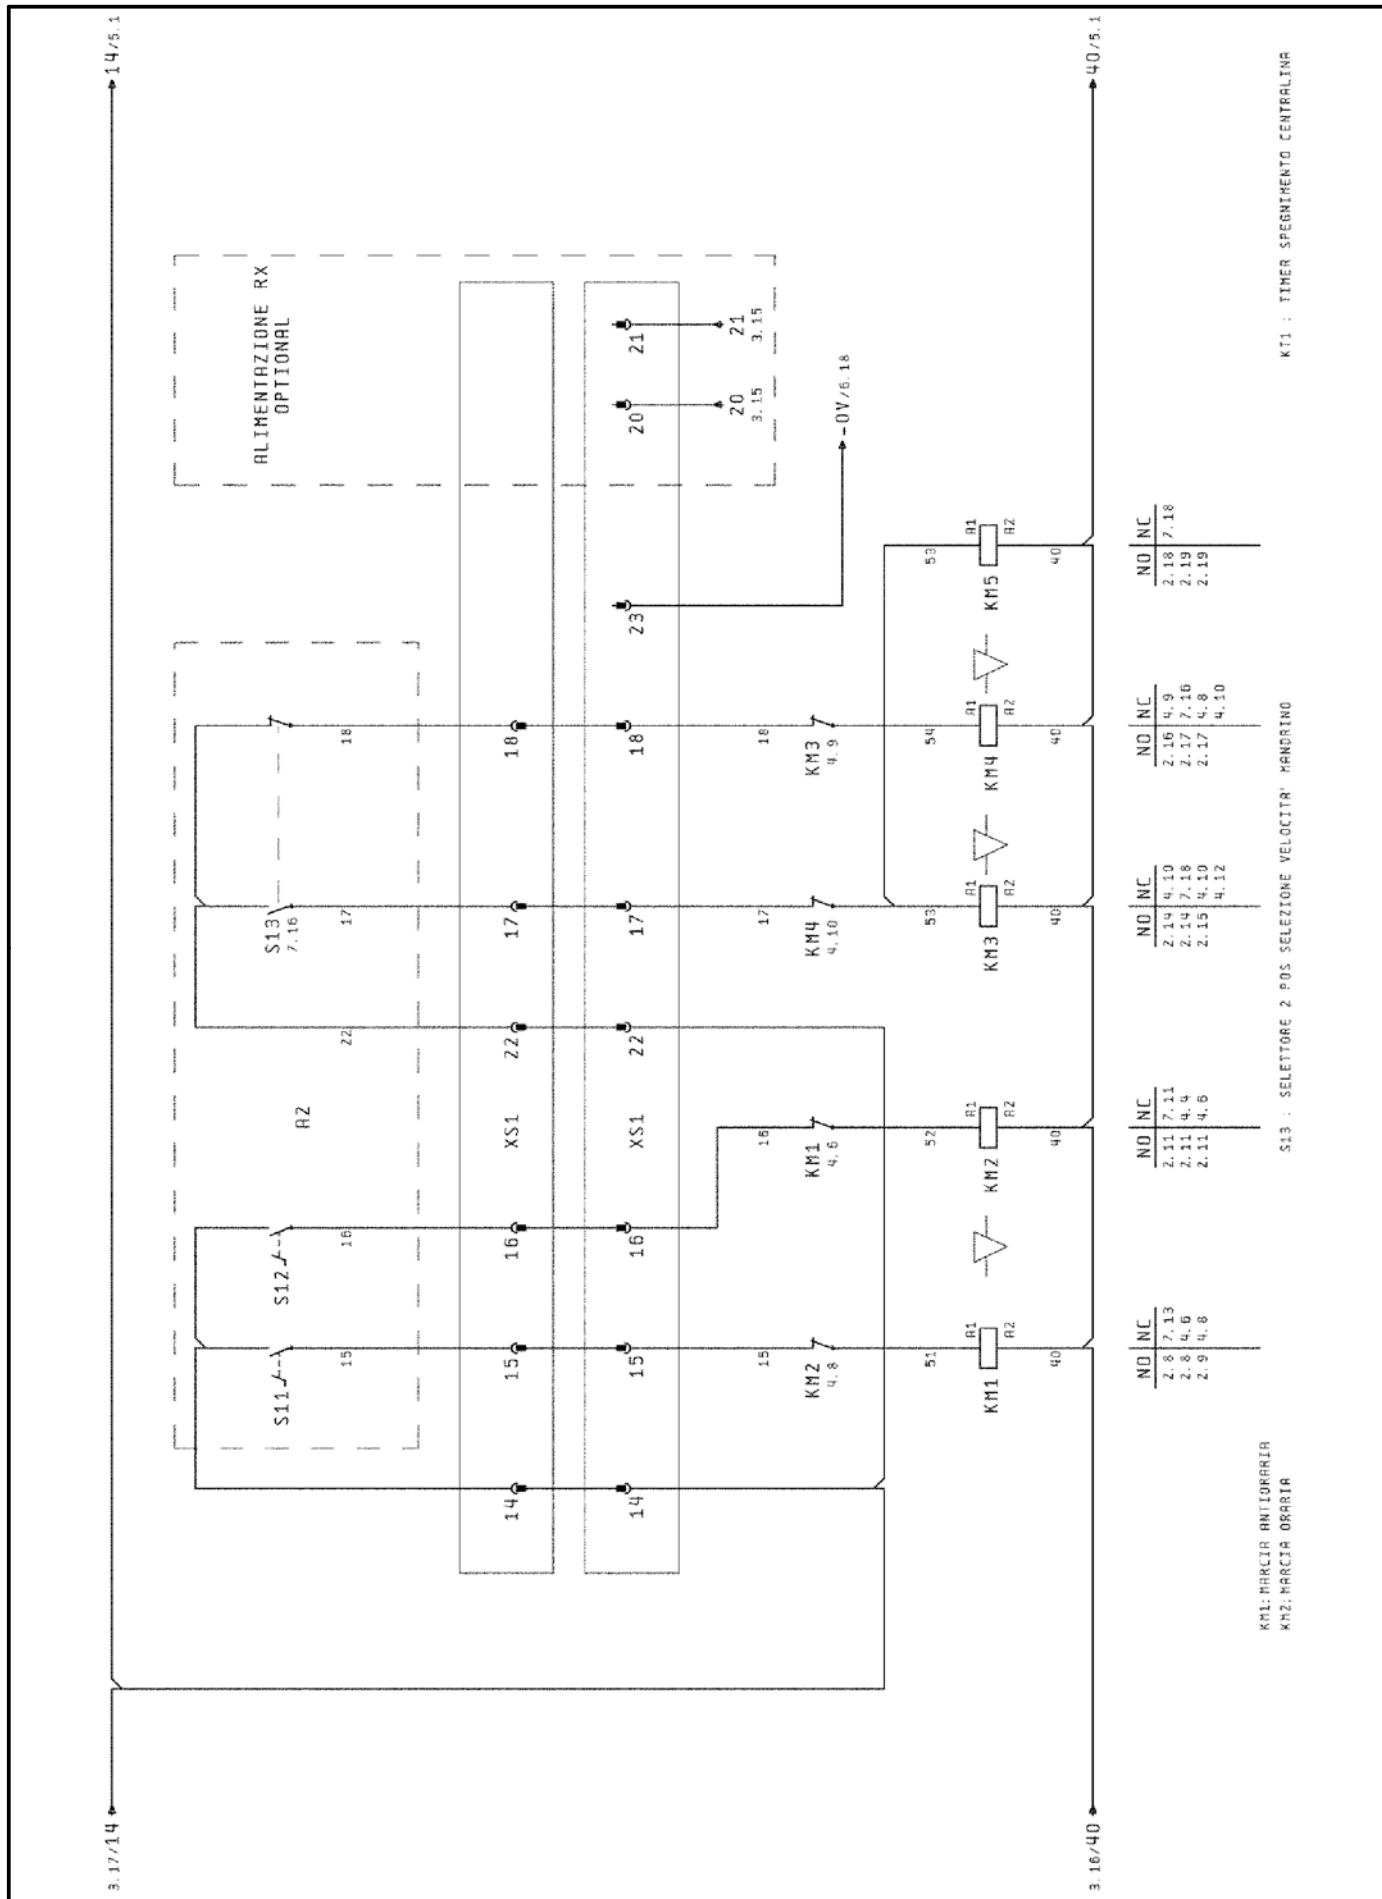 3.17/14
14/5.1
A2
ALIMENTAZIONE RX
OPTIONAL
S11
S12
S13
7.16
15
16
22
17
18
14
15
16
XS1
22
17
18
14
15
16
XS1
22
17
18
23
20
21
20
3.15
21
3.15
15
16
17
18
KM2
4.8
KM1
4.6
KM4
4.10
KM3
4.9
-0V/6.18
51
52
53
54
53
KM1
A1
A2
KM2
A1
A2
KM3
A1
A2
KM4
A1
A2
KM5
A1
A2
40
40
40
40
40
3.16/40
40/5.1
NO NC
2.8 7.13
2.8 4.6
2.9 4.8
NO NC
2.11 7.11
2.11 4.4
2.11 4.6
NO NC
2.14 4.10
2.14 7.18
2.15 4.10
4.12
NO NC
2.16 4.9
2.17 7.16
2.17 4.8
4.10
NO NC
2.18 7.18
2.19
2.19
KM1:MARCIA ANTIORARIA
KM2:MARCIA ORARIA
S13 : SELETTORE 2 POS SELEZIONE VELOCITA' MANDRINO
KT1 : TIMER SPEGNIMENTO CENTRALINA